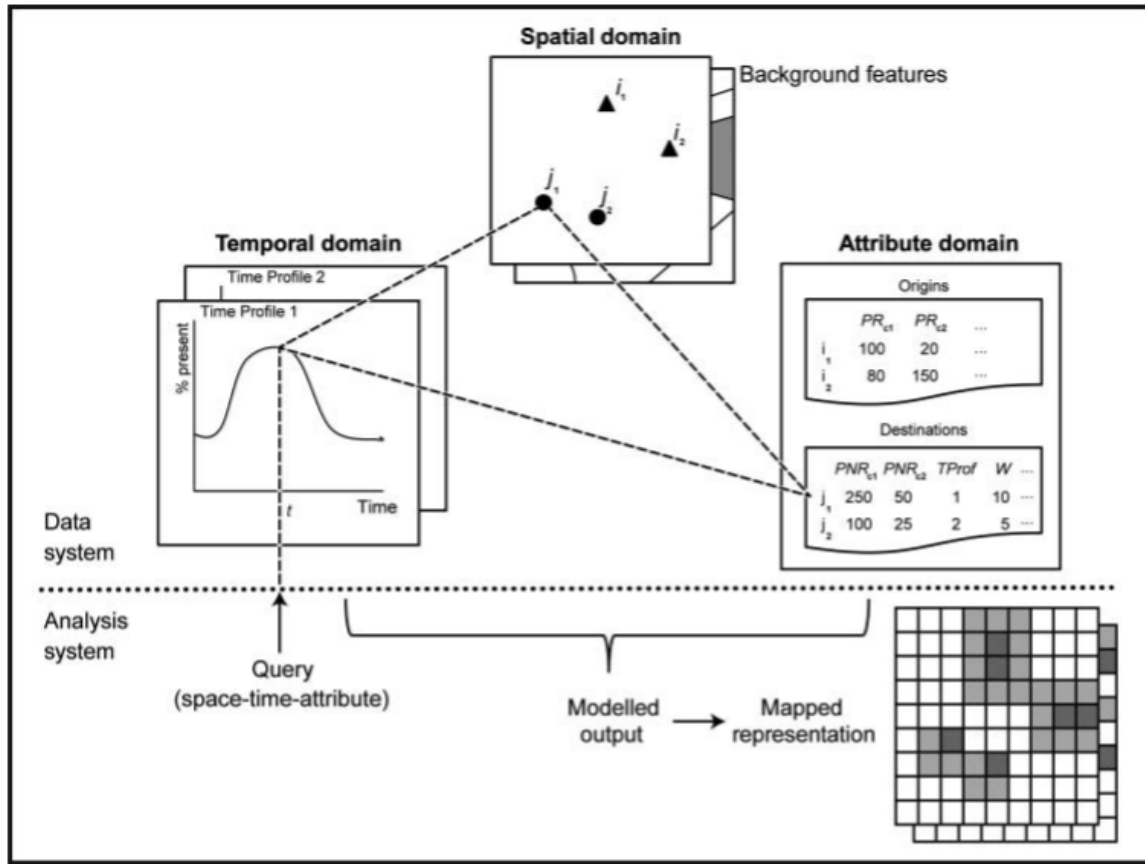 Spatial domain
Background features
i1
i2
j1
j2
Temporal domain
Time Profile 2
Time Profile 1
% present
t
Time
Attribute domain
Origins
PRc1 PRc2 ...
i1 100 20 ...
i2 80 150 ...
Destinations
PNRc1 PNRc2 TProf W ...
j1 250 50 1 10 ...
j2 100 25 2 5 ...
Data
system
Analysis
system
Query
(space-time-attribute)
Modelled
output
Mapped
representation